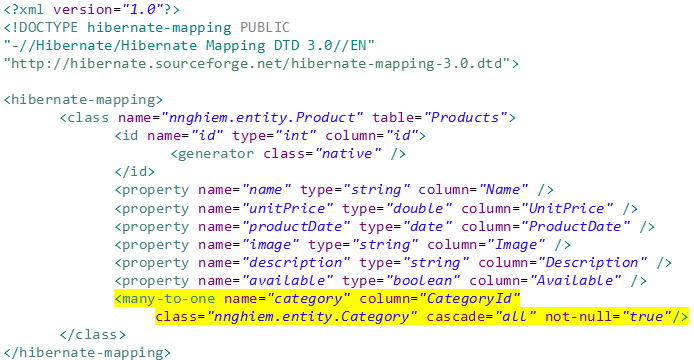 <?xml version="1.0"?>
<!DOCTYPE hibernate-mapping PUBLIC
"-//Hibernate/Hibernate Mapping DTD 3.0//EN"
"http://hibernate.sourceforge.net/hibernate-mapping-3.0.dtd">
<hibernate-mapping>
<class name="nnghiem.entity.Product" table="Products">
<id name="id" type="int" column="id">
<generator class="native" />
</id>
<property name="name" type="string" column="Name" />
<property name="unitPrice" type="double" column="UnitPrice" />
<property name="productDate" type="date" column="ProductDate" />
<property name="image" type="string" column="Image" />
<property name="description" type="string" column="Description" />
<property name="available" type="boolean" column="Available" />
<many-to-one name="category" column="CategoryId"
class="nnghiem.entity.Category" cascade="all" not-null="true"/>
</class>
</hibernate-mapping>